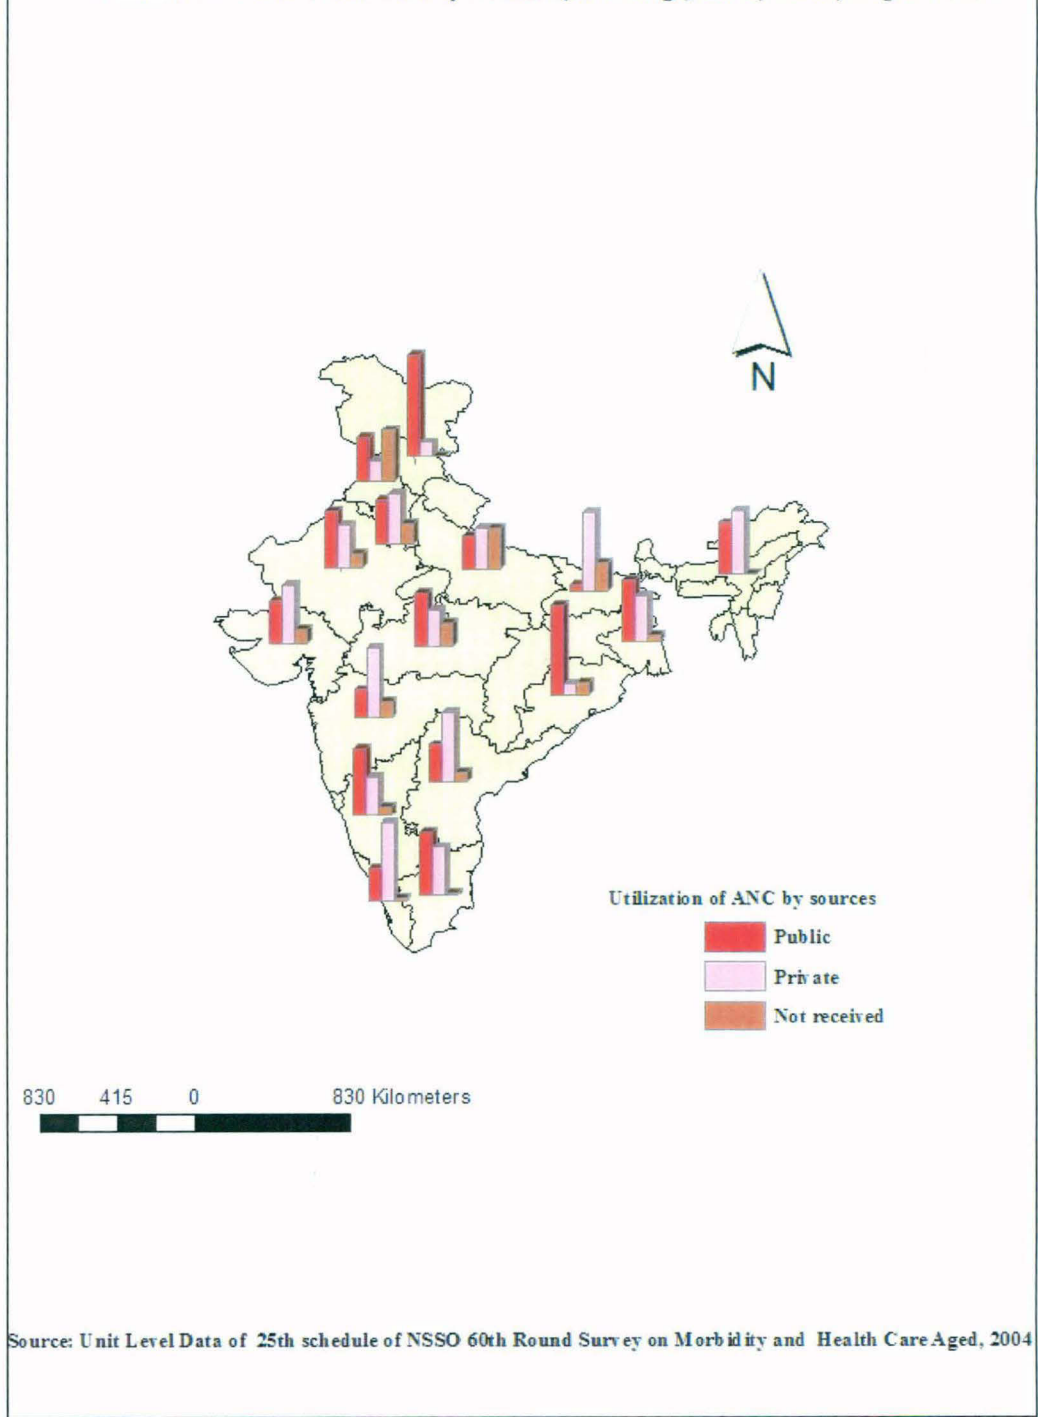 N
Utilization of ANC by sources
Public
Private
Not received
830 415 0 830 Kilometers
Source: Unit Level Data of 25th schedule of NSSO 60th Round Survey on Morbidity and Health Care Aged, 2004